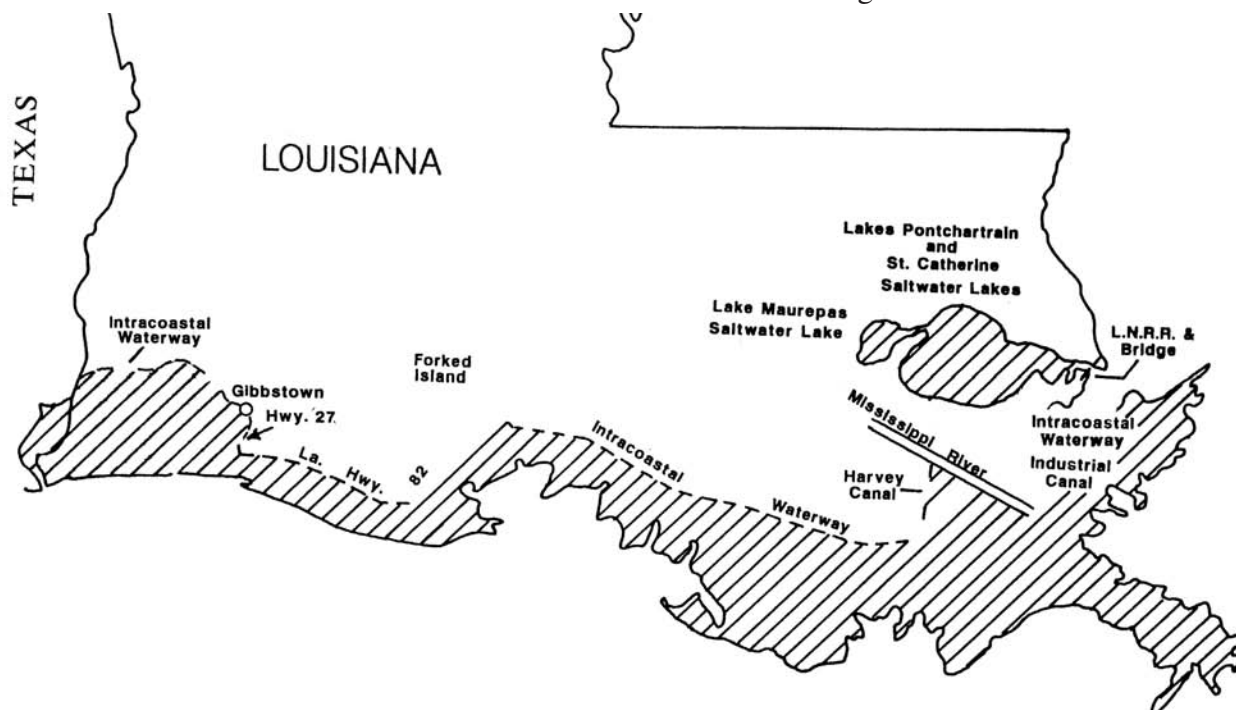 TEXAS
LOUISIANA
Lakes Pontchartrain
and
St. Catherine
Saltwater Lakes
Lake Maurepas
Saltwater Lake
L.N.R.R. &
Bridge
Intracoastal
Waterway
Forked
Island
Gibbstown
Hwy. 27
La. Hwy. 82
Intracoastal Waterway
Mississippi River
Harvey
Canal
Intracoastal
Waterway
Industrial
Canal